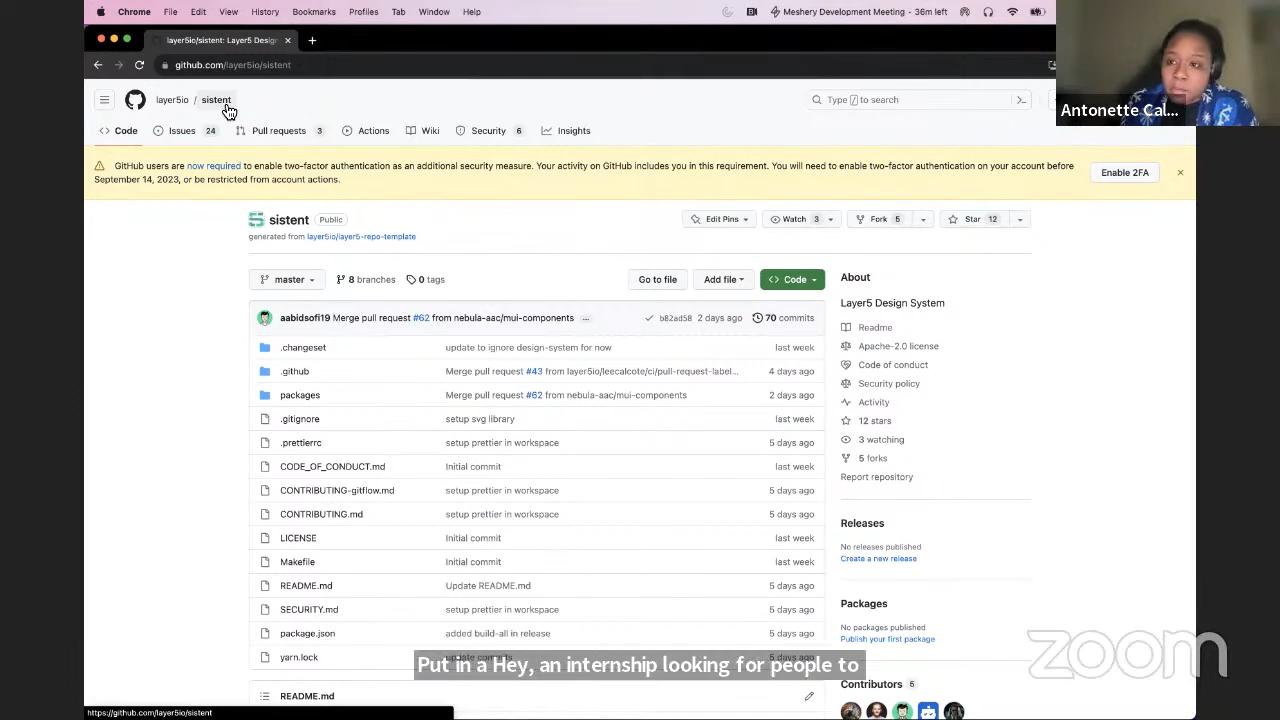 Chrome File Edit View History Bookmarks Profiles Tab Window Help Meshery Development Meeting - 36m left
layer5io/sistent: Layer5 Desig
github.com/layer5io/sistent
Antonette Cal...
layer5io / sistent
Type / to search
Code Issues 24 Pull requests 3 Actions Wiki Security 6 Insights
GitHub users are now required to enable two-factor authentication as an additional security measure. Your activity on GitHub includes you in this requirement. You will need to enable two-factor authentication on your account before
September 14, 2023, or be restricted from account actions.
Enable 2FA
sistent Public
Edit Pins Watch 3 Fork 5 Star 12
generated from layer5io/layer5-repo-template
master 8 branches 0 tags Go to file Add file Code
aabidsofi19 Merge pull request #62 from nebula-aac/mui-components ... b82ad58 2 days ago 70 commits
.changeset update to ignore design-system for now last week
.github Merge pull request #43 from layer5io/leecalcote/ci/pull-request-label... 4 days ago
packages Merge pull request #62 from nebula-aac/mui-components 2 days ago
.gitignore setup svg library last week
.prettierrc setup prettier in workspace 5 days ago
CODE_OF_CONDUCT.md Initial commit last week
CONTRIBUTING-gitflow.md setup prettier in workspace 5 days ago
CONTRIBUTING.md setup prettier in workspace 5 days ago
LICENSE Initial commit last week
Makefile Initial commit last week
README.md Update README.md 5 days ago
SECURITY.md setup prettier in workspace 5 days ago
package.json added build-all in release 5 days ago
yarn.lock 5 days ago
README.md
About
Layer5 Design System
Readme
Apache-2.0 license
Code of conduct
Security policy
Activity
12 stars
3 watching
5 forks
Report repository
Releases
No releases published
Create a new release
Packages
No packages published
Publish your first package
Contributors 6
Put in a Hey, an internship looking for people to
zoom
https://github.com/layer5io/sistent